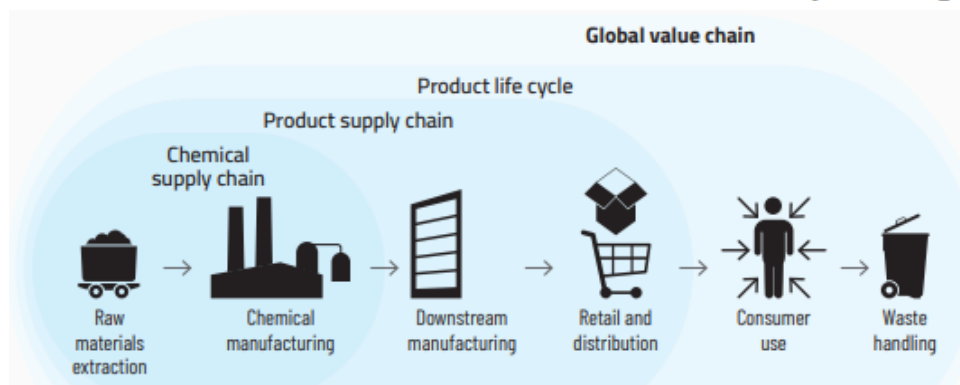 Global value chain
Product life cycle
Product supply chain
Chemical
supply chain
Raw
materials
extraction
Chemical
manufacturing
Downstream
manufacturing
Retail and
distribution
Consumer
use
Waste
handling